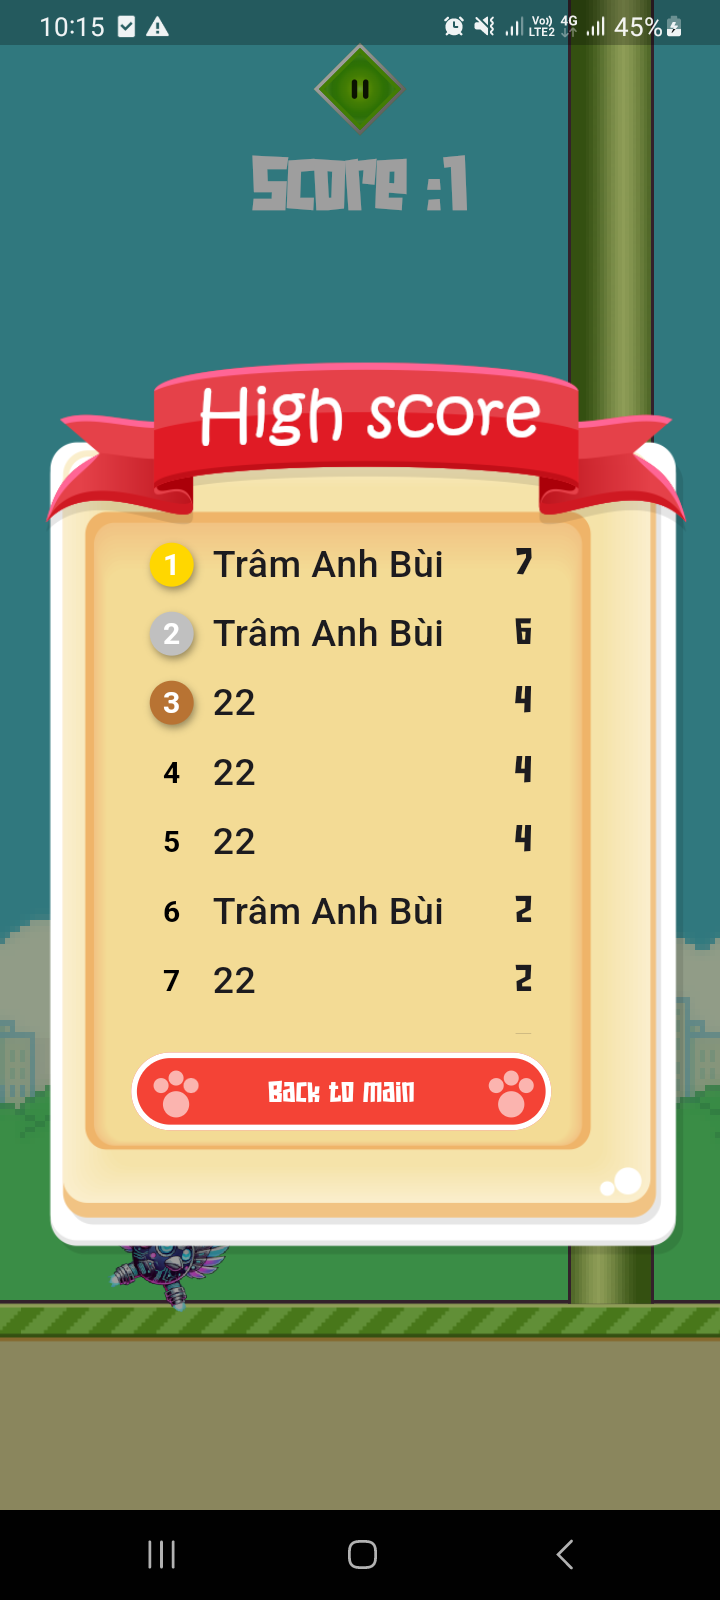 10:15 Vo)) LTE2 4G 45%
Score :1
High score
1 Trâm Anh Bùi 7
2 Trâm Anh Bùi 6
3 22 4
4 22 4
5 22 4
6 Trâm Anh Bùi 2
7 22 2
Back to main